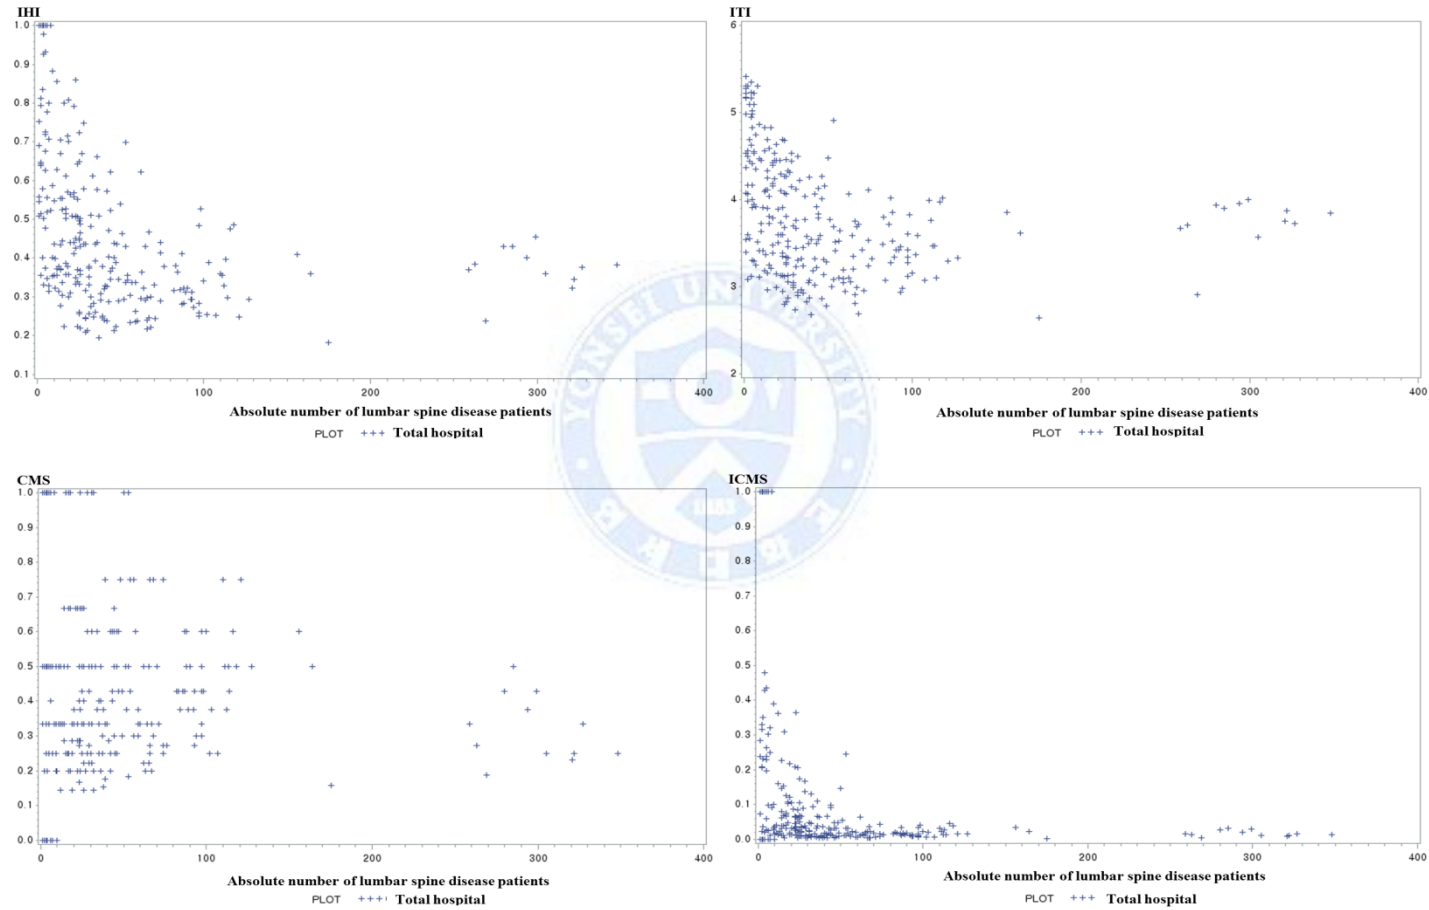 IHI
1.0
0.9
0.8
0.7
0.6
0.5
0.4
0.3
0.2
0.1
0 100 200 300 400
Absolute number of lumbar spine disease patients
PLOT +++ Total hospital
ITI
6
5
4
3
2
0 100 200 300 400
Absolute number of lumbar spine disease patients
PLOT +++ Total hospital
YONSEI UNIVERSITY
1885
CMS
1.0
0.9
0.8
0.7
0.6
0.5
0.4
0.3
0.2
0.1
0.0
0 100 200 300 400
Absolute number of lumbar spine disease patients
PLOT +++ Total hospital
ICMS
1.0
0.9
0.8
0.7
0.6
0.5
0.4
0.3
0.2
0.1
0.0
0 100 200 300 400
Absolute number of lumbar spine disease patients
PLOT +++ Total hospital